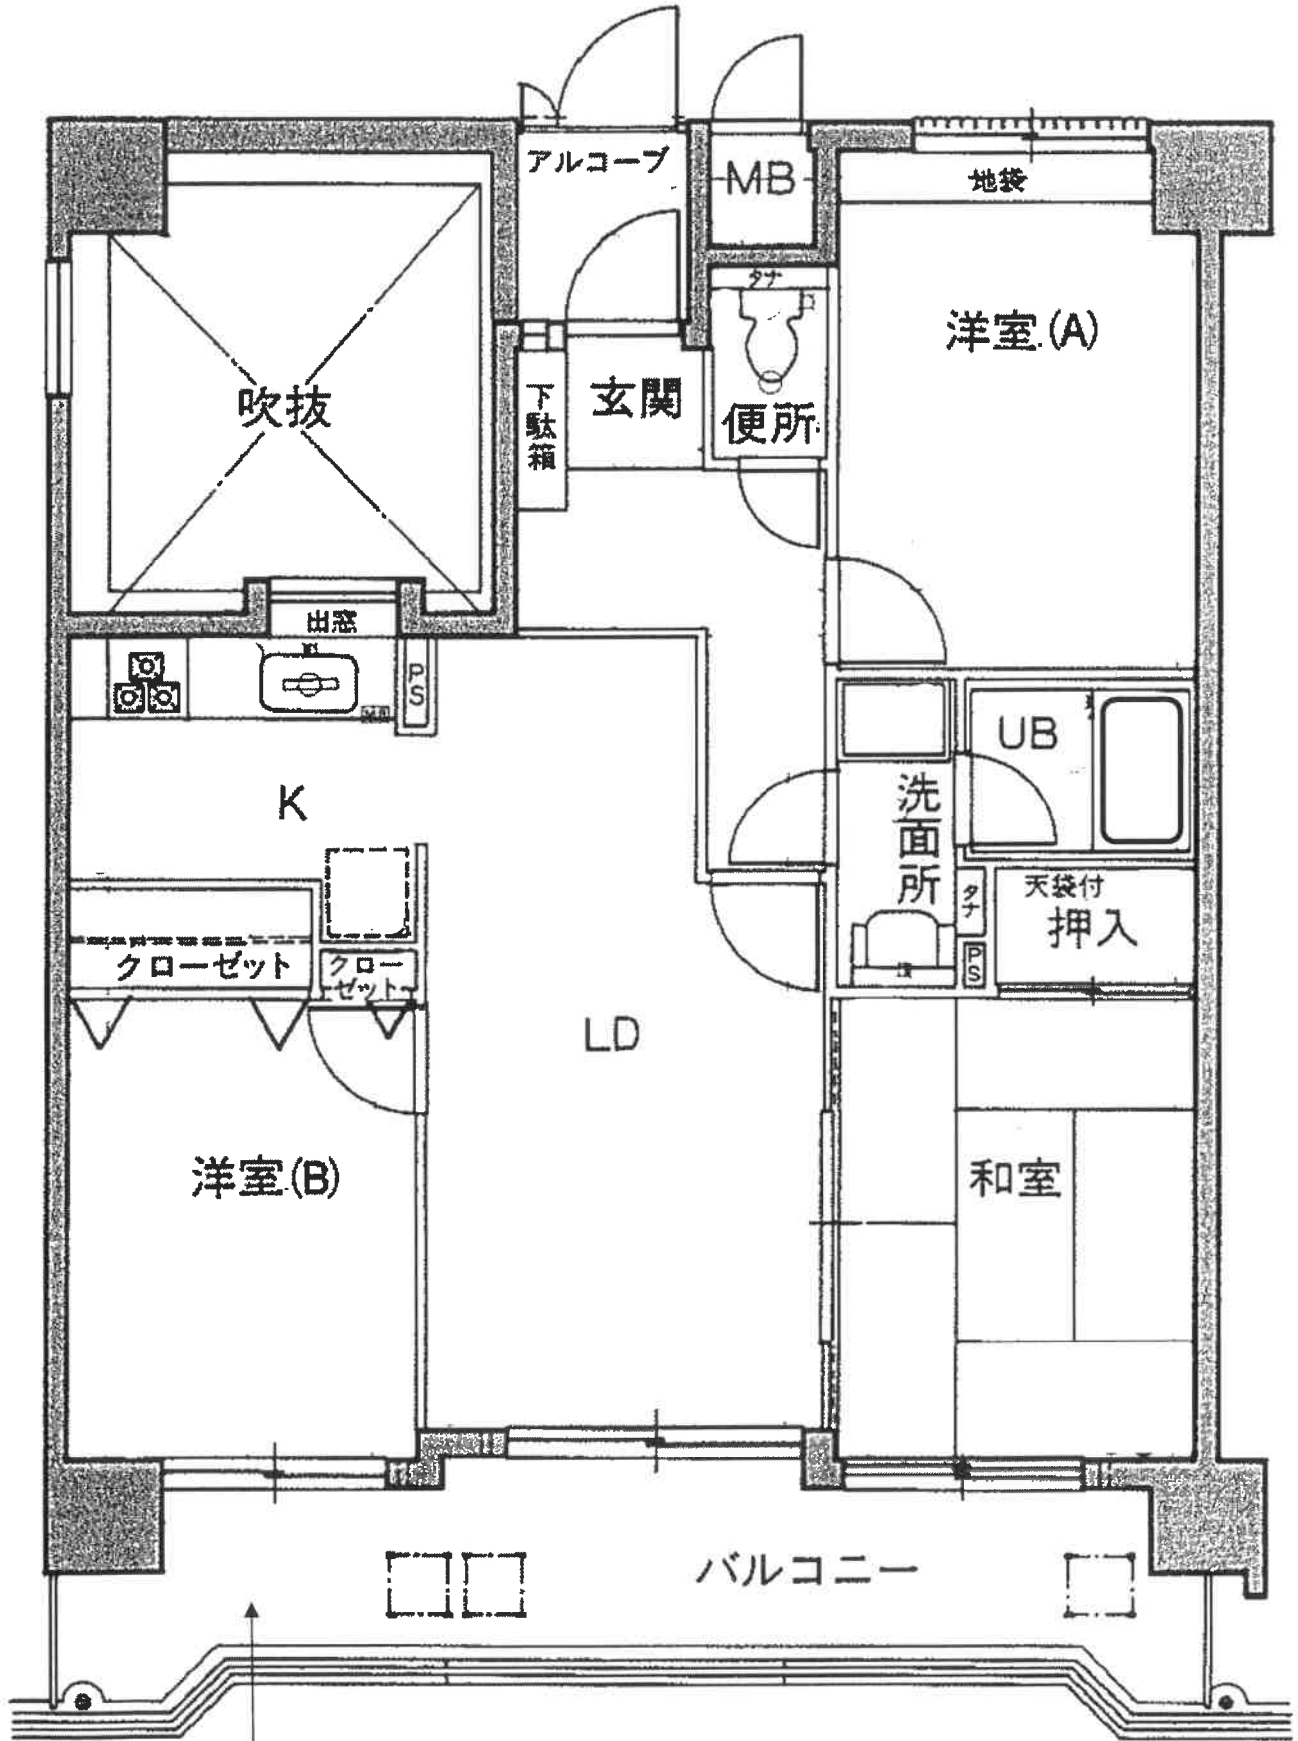 アルコーブ
MB
地袋
タナ
洋室(A)
吹抜
下駄箱
玄関
便所
出窓
PS
UB
K
洗面所
タナ
天袋付
押入
PS
クローゼット
クロー
ゼット
LD
洋室(B)
和室
バルコニー